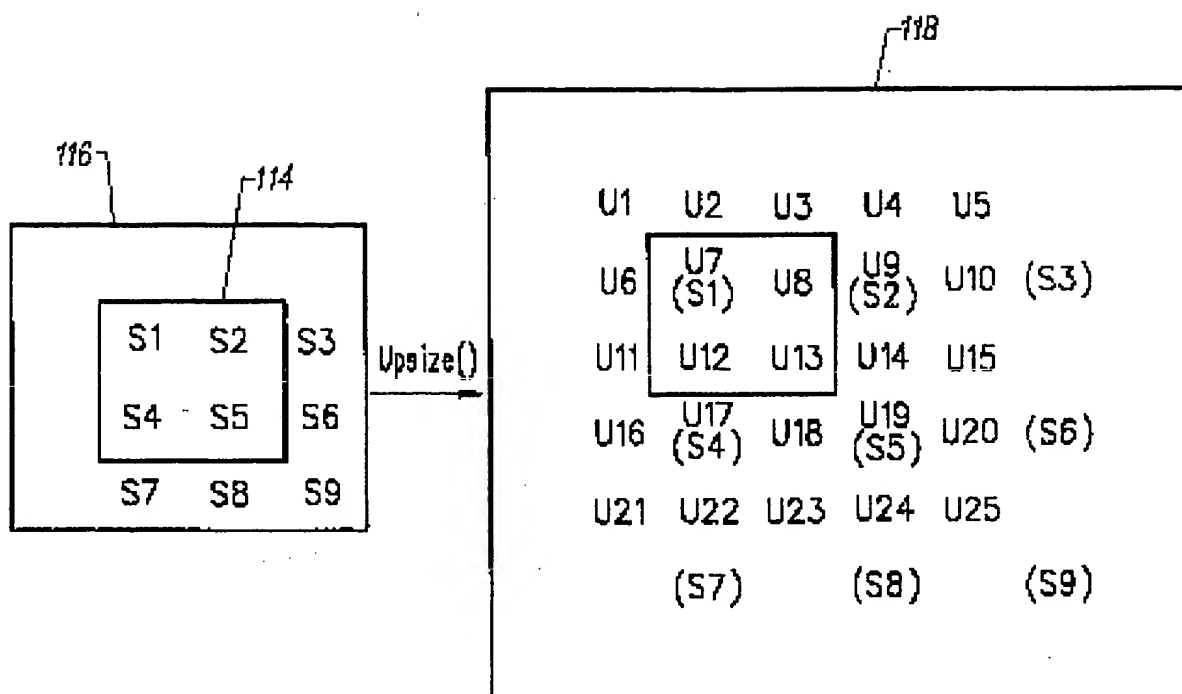 118
116
114
S1 S2 S3
S4 S5 S6
S7 S8 S9
Upsize()
U1 U2 U3 U4 U5
U6 U7 U8 U9 U10 (S3)
(S1) (S2)
U11 U12 U13 U14 U15
U16 U17 U18 U19 U20 (S6)
(S4) (S5)
U21 U22 U23 U24 U25
(S7) (S8) (S9)